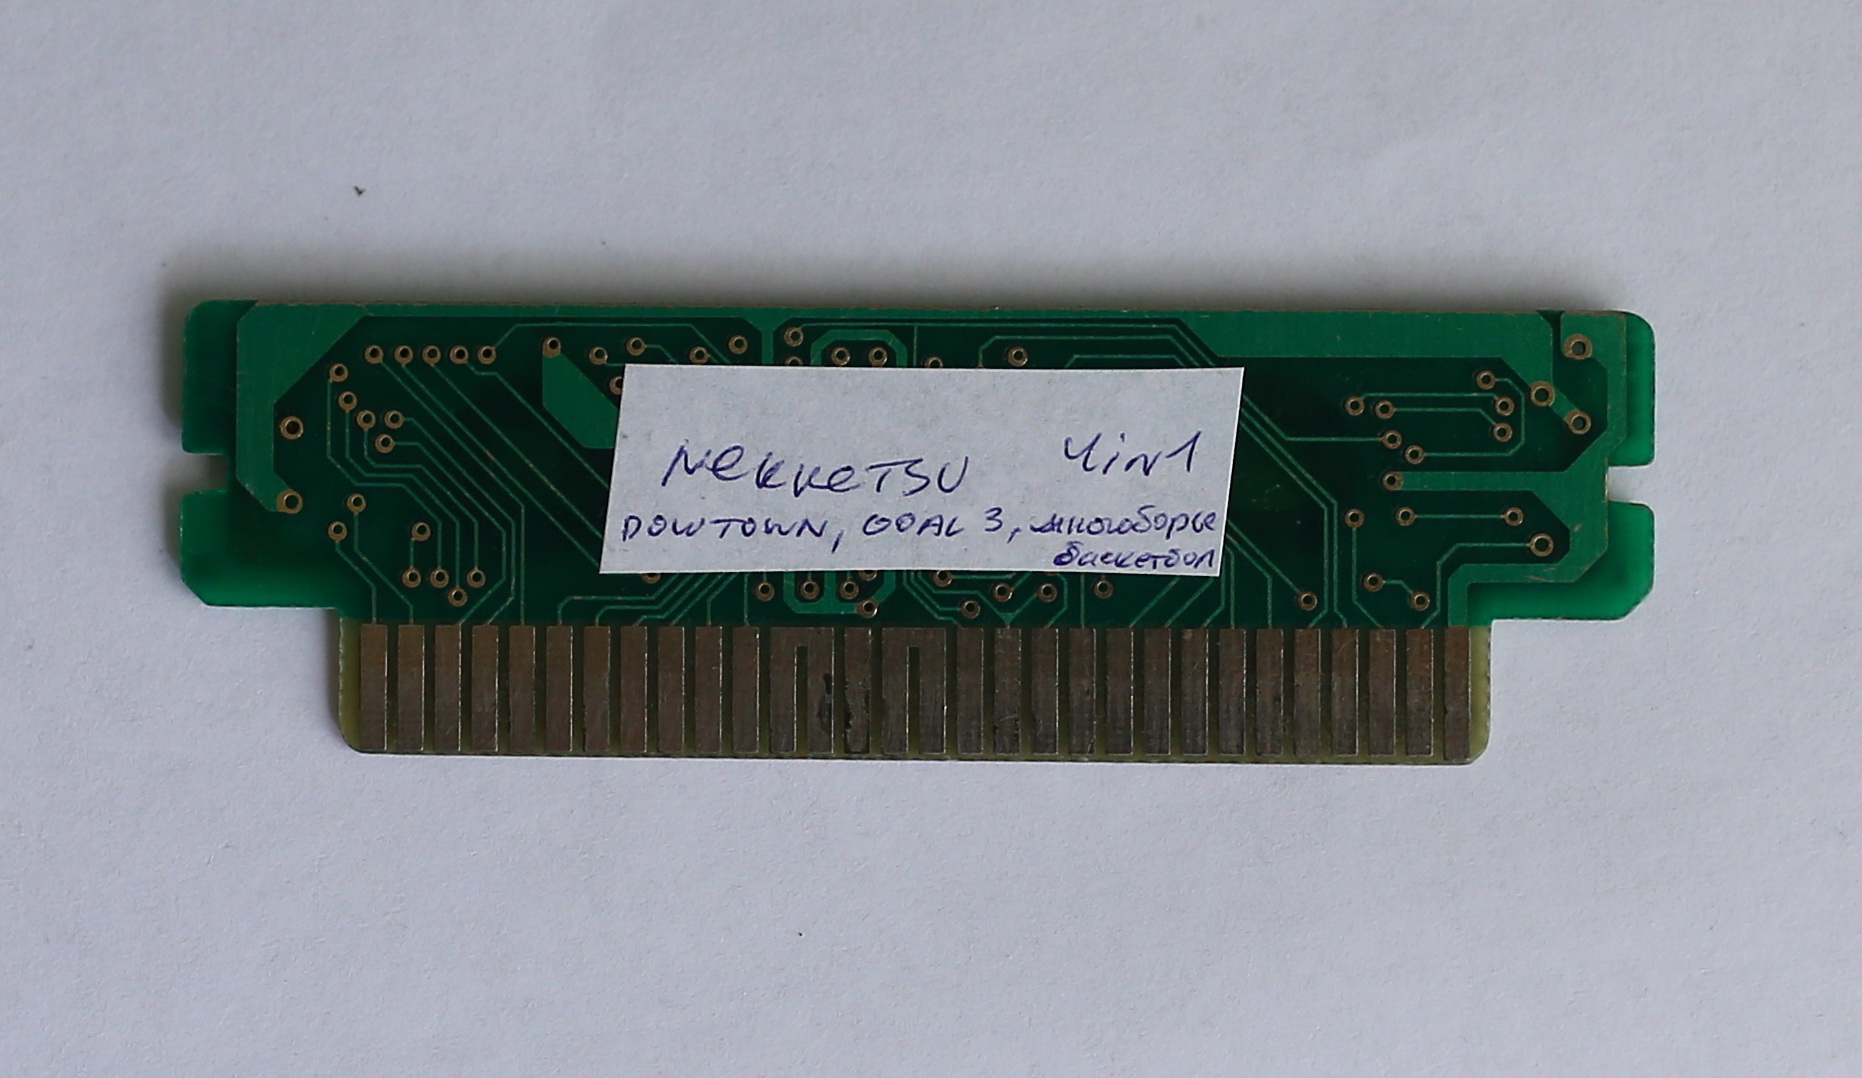 NeKKeTSU 4in1
DOWTOWN, GOAL 3, многоборье
баскетбол